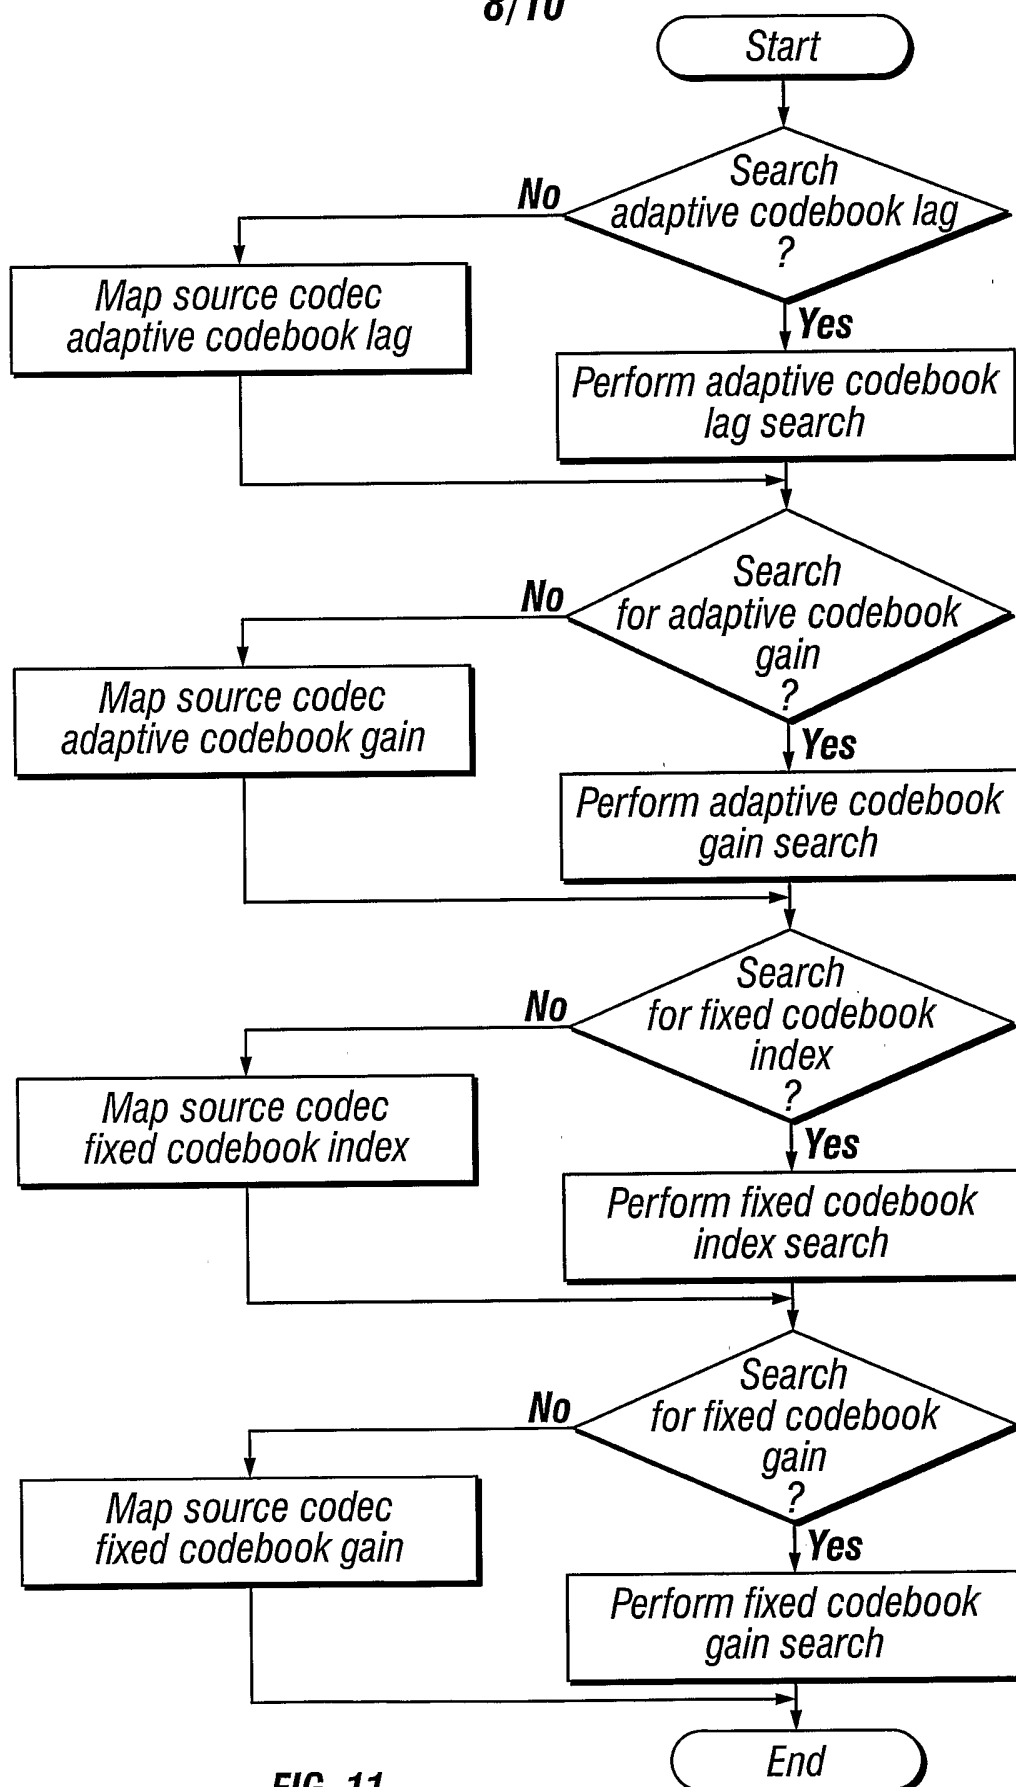 8/10
Start
Search
adaptive codebook lag
?
No
Yes
Map source codec
adaptive codebook lag
Perform adaptive codebook
lag search
Search
for adaptive codebook
gain
?
No
Yes
Map source codec
adaptive codebook gain
Perform adaptive codebook
gain search
Search
for fixed codebook
index
?
No
Yes
Map source codec
fixed codebook index
Perform fixed codebook
index search
Search
for fixed codebook
gain
?
No
Yes
Map source codec
fixed codebook gain
Perform fixed codebook
gain search
End
FIG. 11